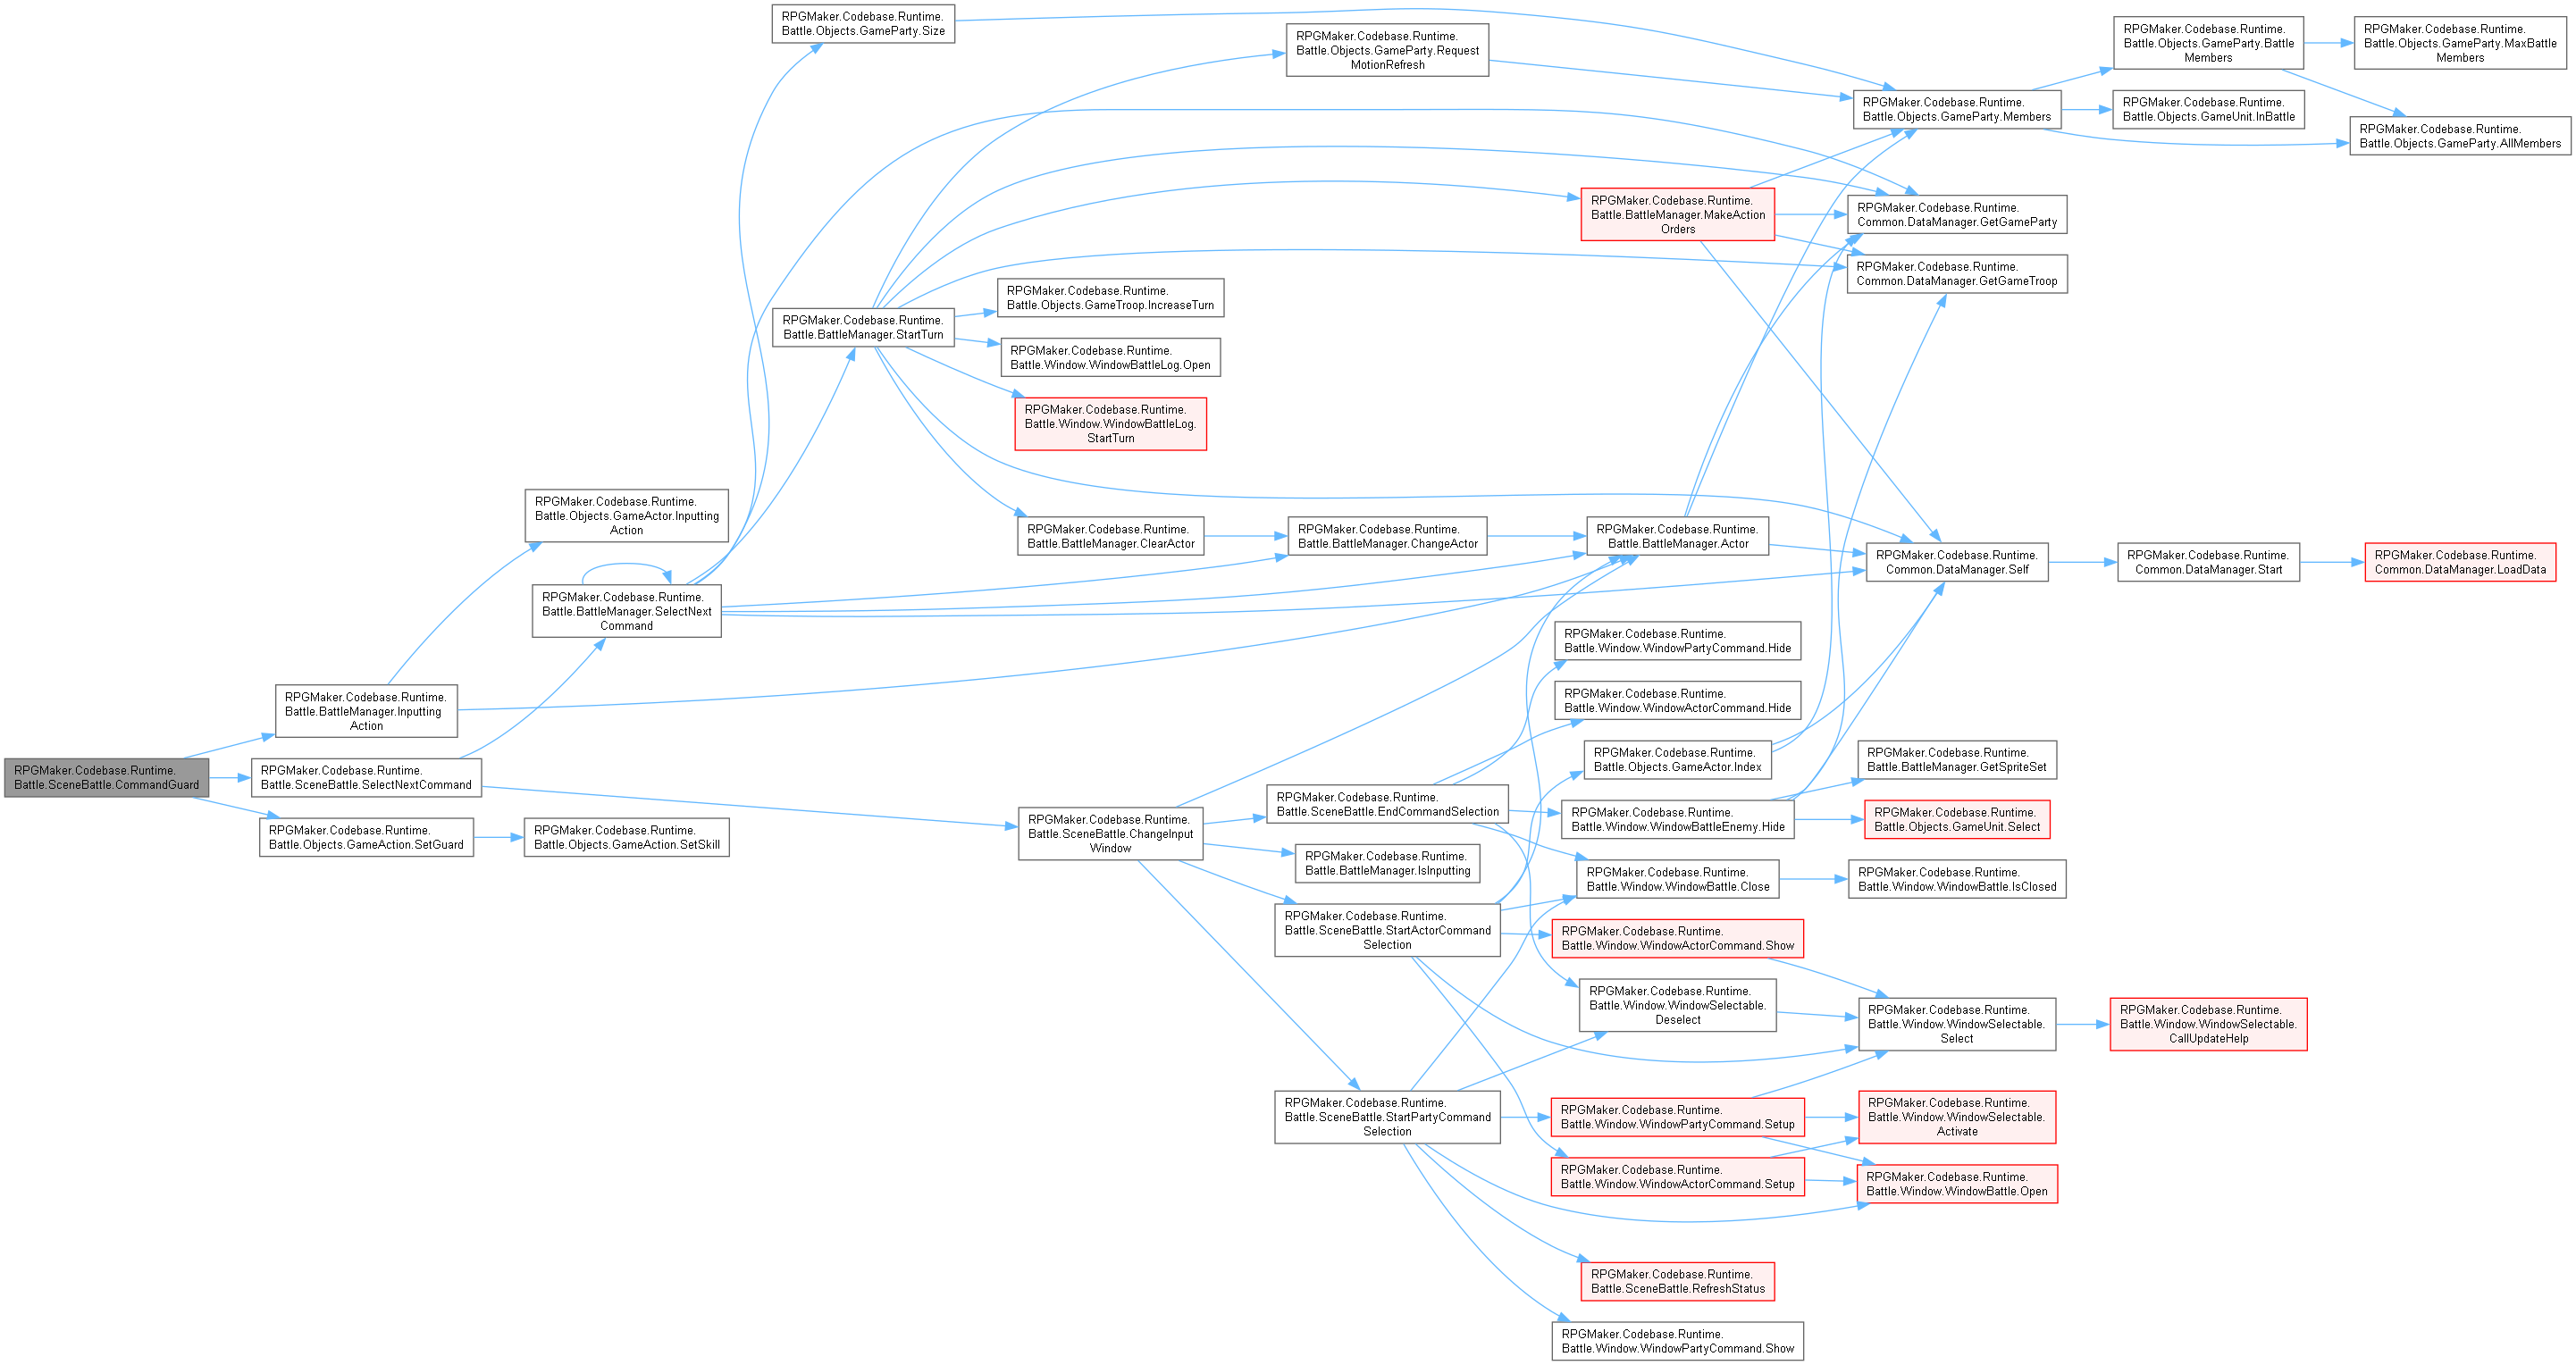 RPGMaker.Codebase.Runtime.
Battle.SceneBattle.CommandGuard
RPGMaker.Codebase.Runtime.
Battle.BattleManager.Inputting
Action
RPGMaker.Codebase.Runtime.
Battle.SceneBattle.SelectNextCommand
RPGMaker.Codebase.Runtime.
Battle.Objects.GameAction.SetGuard
RPGMaker.Codebase.Runtime.
Battle.Objects.GameActor.Inputting
Action
RPGMaker.Codebase.Runtime.
Battle.BattleManager.SelectNext
Command
RPGMaker.Codebase.Runtime.
Battle.Objects.GameAction.SetSkill
RPGMaker.Codebase.Runtime.
Battle.Objects.GameParty.Size
RPGMaker.Codebase.Runtime.
Battle.BattleManager.StartTurn
RPGMaker.Codebase.Runtime.
Battle.Objects.GameTroop.IncreaseTurn
RPGMaker.Codebase.Runtime.
Battle.Window.WindowBattleLog.Open
RPGMaker.Codebase.Runtime.
Battle.Window.WindowBattleLog.
StartTurn
RPGMaker.Codebase.Runtime.
Battle.BattleManager.ClearActor
RPGMaker.Codebase.Runtime.
Battle.SceneBattle.ChangeInput
Window
RPGMaker.Codebase.Runtime.
Battle.Objects.GameParty.Request
MotionRefresh
RPGMaker.Codebase.Runtime.
Battle.BattleManager.ChangeActor
RPGMaker.Codebase.Runtime.
Battle.SceneBattle.EndCommandSelection
RPGMaker.Codebase.Runtime.
Battle.BattleManager.IsInputting
RPGMaker.Codebase.Runtime.
Battle.SceneBattle.StartActorCommand
Selection
RPGMaker.Codebase.Runtime.
Battle.SceneBattle.StartPartyCommand
Selection
RPGMaker.Codebase.Runtime.
Battle.BattleManager.MakeAction
Orders
RPGMaker.Codebase.Runtime.
Battle.BattleManager.Actor
RPGMaker.Codebase.Runtime.
Battle.Window.WindowPartyCommand.Hide
RPGMaker.Codebase.Runtime.
Battle.Window.WindowActorCommand.Hide
RPGMaker.Codebase.Runtime.
Battle.Objects.GameActor.Index
RPGMaker.Codebase.Runtime.
Battle.Window.WindowBattleEnemy.Hide
RPGMaker.Codebase.Runtime.
Battle.Window.WindowBattle.Close
RPGMaker.Codebase.Runtime.
Battle.Window.WindowActorCommand.Show
RPGMaker.Codebase.Runtime.
Battle.Window.WindowSelectable.
Deselect
RPGMaker.Codebase.Runtime.
Battle.Window.WindowPartyCommand.Setup
RPGMaker.Codebase.Runtime.
Battle.Window.WindowActorCommand.Setup
RPGMaker.Codebase.Runtime.
Battle.SceneBattle.RefreshStatus
RPGMaker.Codebase.Runtime.
Battle.Window.WindowPartyCommand.Show
RPGMaker.Codebase.Runtime.
Battle.Objects.GameParty.Members
RPGMaker.Codebase.Runtime.
Common.DataManager.GetGameParty
RPGMaker.Codebase.Runtime.
Common.DataManager.GetGameTroop
RPGMaker.Codebase.Runtime.
Common.DataManager.Self
RPGMaker.Codebase.Runtime.
Battle.BattleManager.GetSpriteSet
RPGMaker.Codebase.Runtime.
Battle.Objects.GameUnit.Select
RPGMaker.Codebase.Runtime.
Battle.Window.WindowBattle.IsClosed
RPGMaker.Codebase.Runtime.
Battle.Window.WindowSelectable.
Select
RPGMaker.Codebase.Runtime.
Battle.Window.WindowSelectable.
Activate
RPGMaker.Codebase.Runtime.
Battle.Window.WindowBattle.Open
RPGMaker.Codebase.Runtime.
Battle.Objects.GameParty.Battle
Members
RPGMaker.Codebase.Runtime.
Battle.Objects.GameUnit.InBattle
RPGMaker.Codebase.Runtime.
Common.DataManager.Start
RPGMaker.Codebase.Runtime.
Battle.Window.WindowSelectable.
CallUpdateHelp
RPGMaker.Codebase.Runtime.
Battle.Objects.GameParty.MaxBattle
Members
RPGMaker.Codebase.Runtime.
Battle.Objects.GameParty.AllMembers
RPGMaker.Codebase.Runtime.
Common.DataManager.LoadData